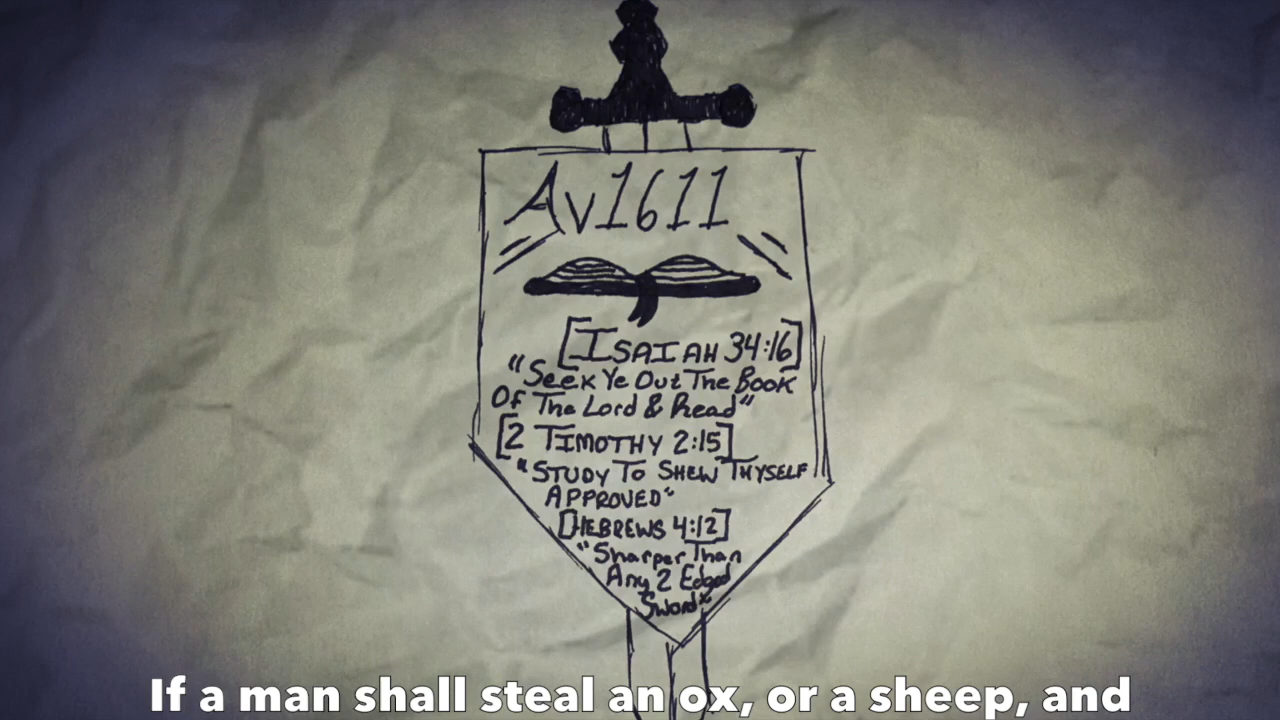 Av1611
[ISAIAH 34:16]
"Seek Ye Out The Book
Of The Lord & Read"
[2 TIMOTHY 2:15]
"STUDY TO SHEW THYSELF
APPROVED"
[HEBREWS 4:12]
"Sharper Than
Any 2 Edged
Sword"
If a man shall steal an ox, or a sheep, and